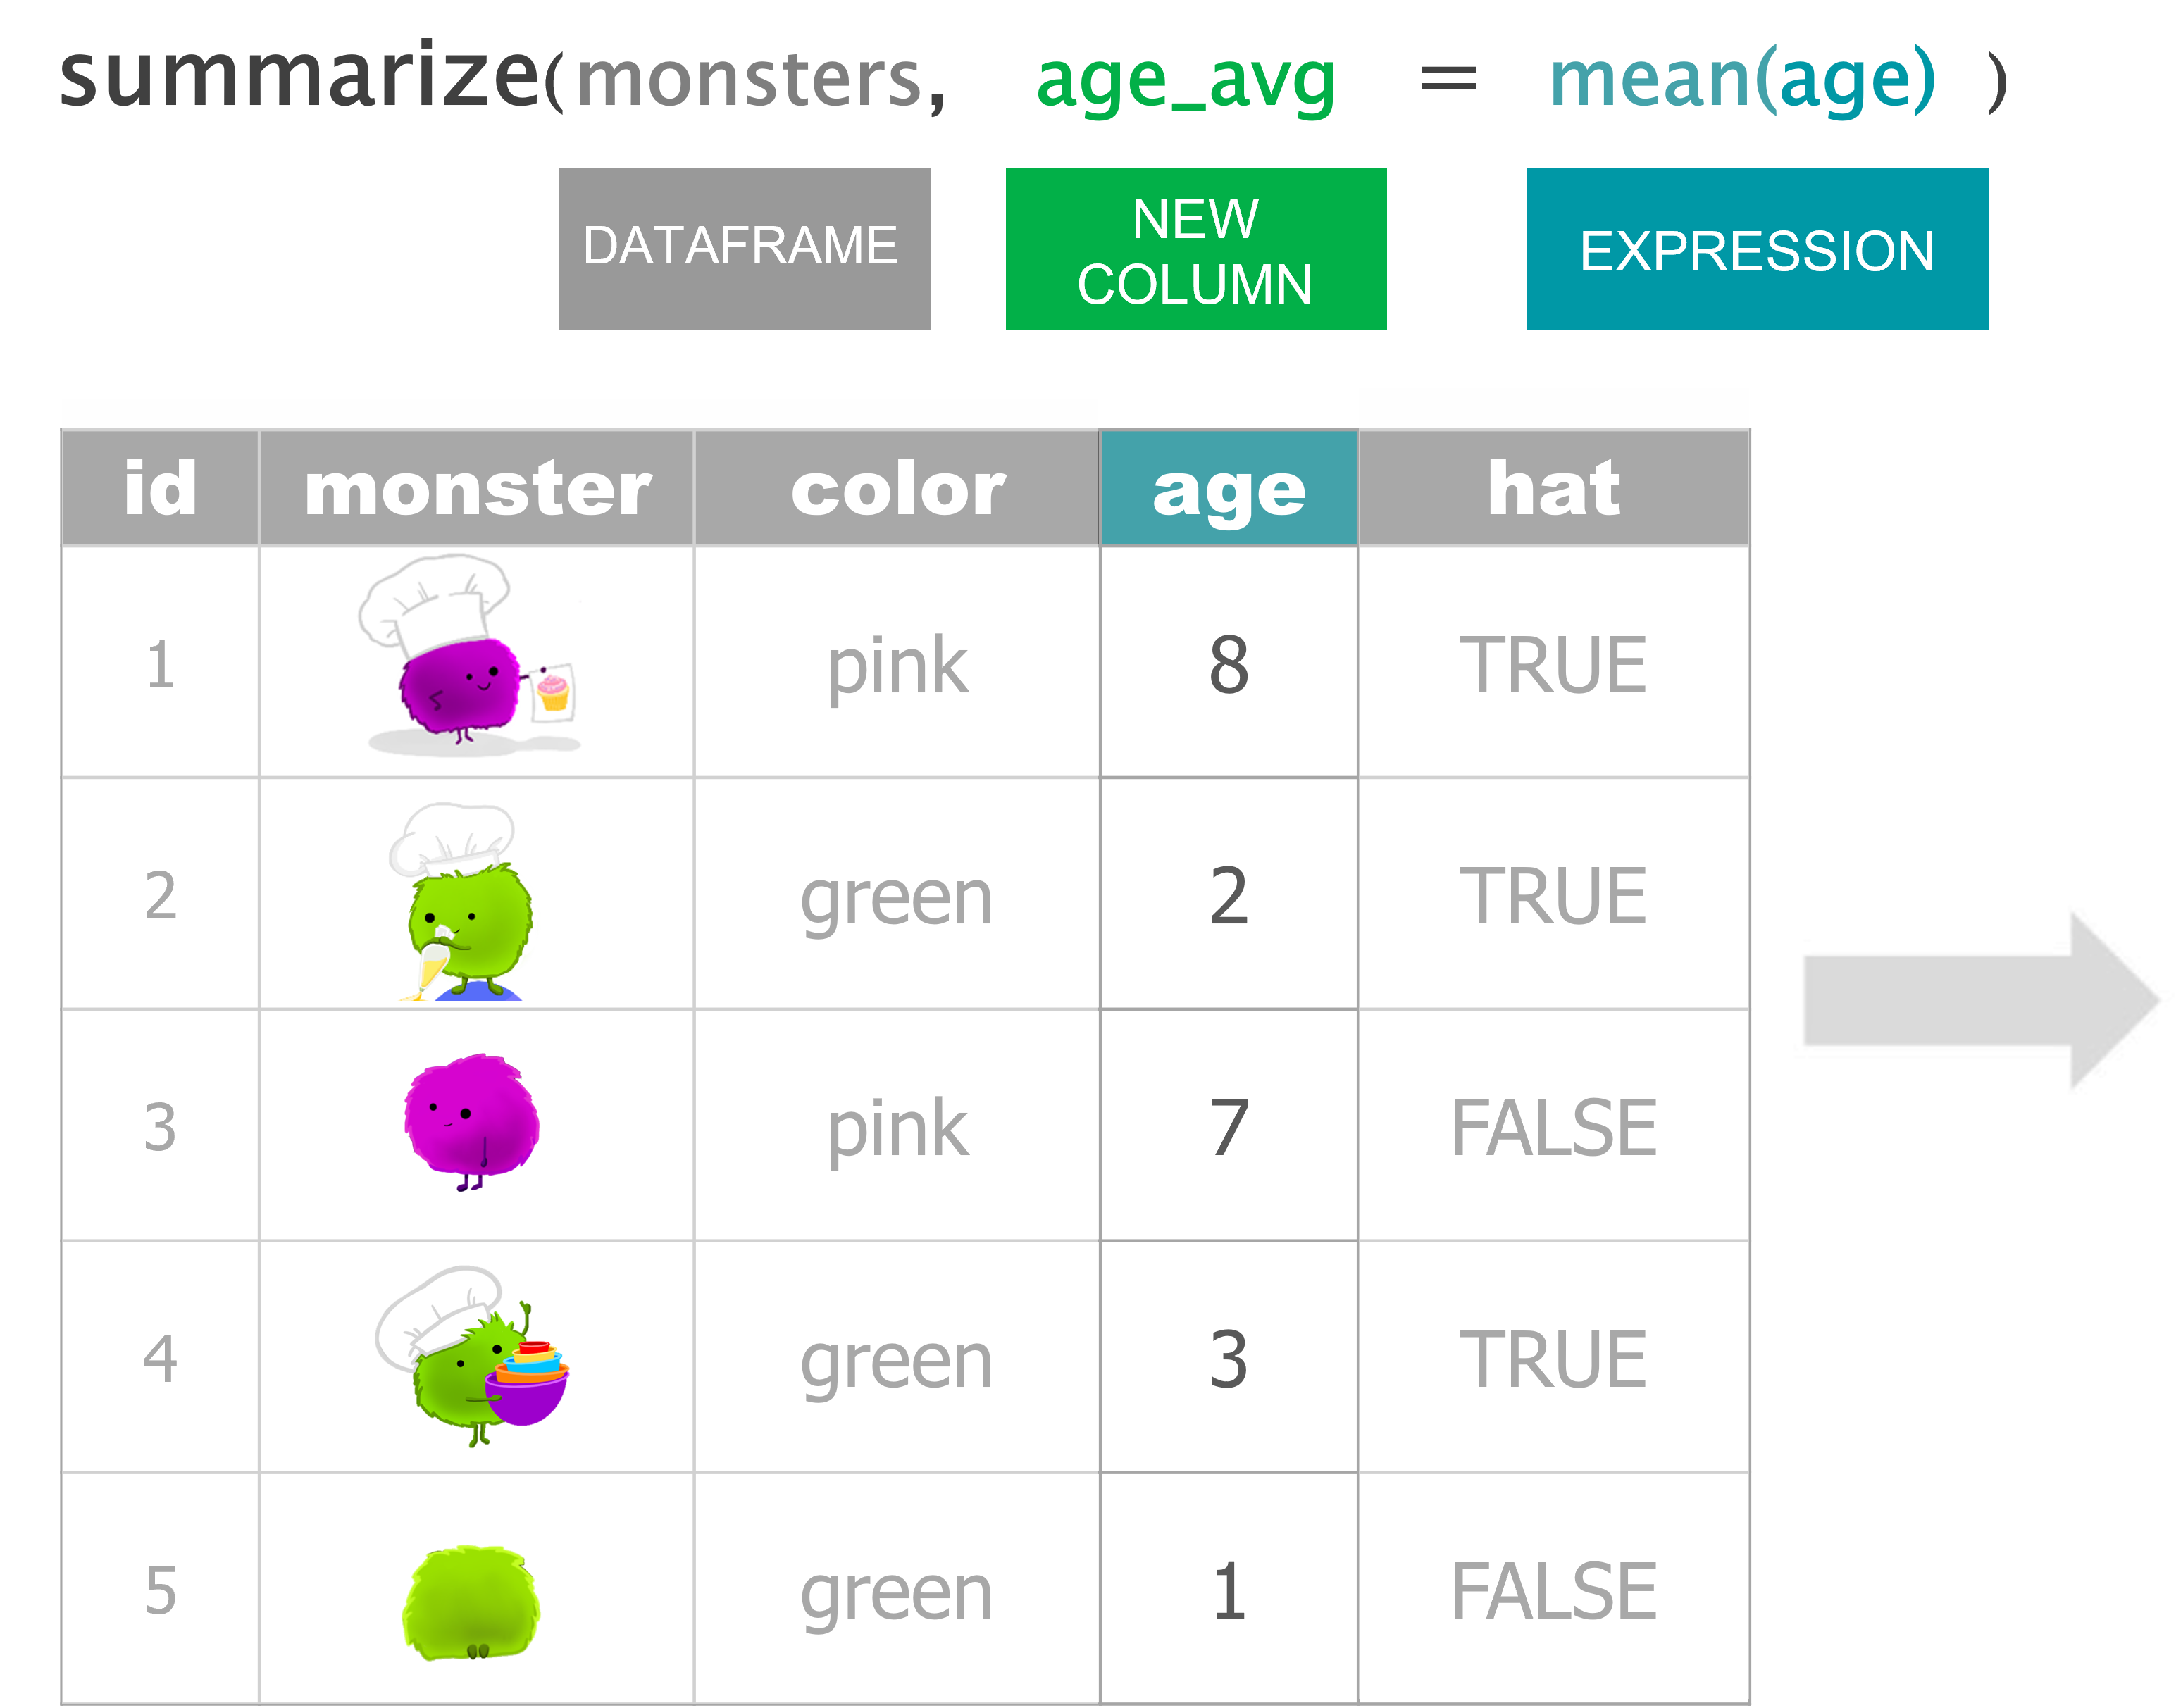 summarize(monsters, age_avg = mean(age) )
DATAFRAME
NEW
COLUMN
EXPRESSION
id monster color age hat
1 pink 8 TRUE
2 green 2 TRUE
3 pink 7 FALSE
4 green 3 TRUE
5 green 1 FALSE